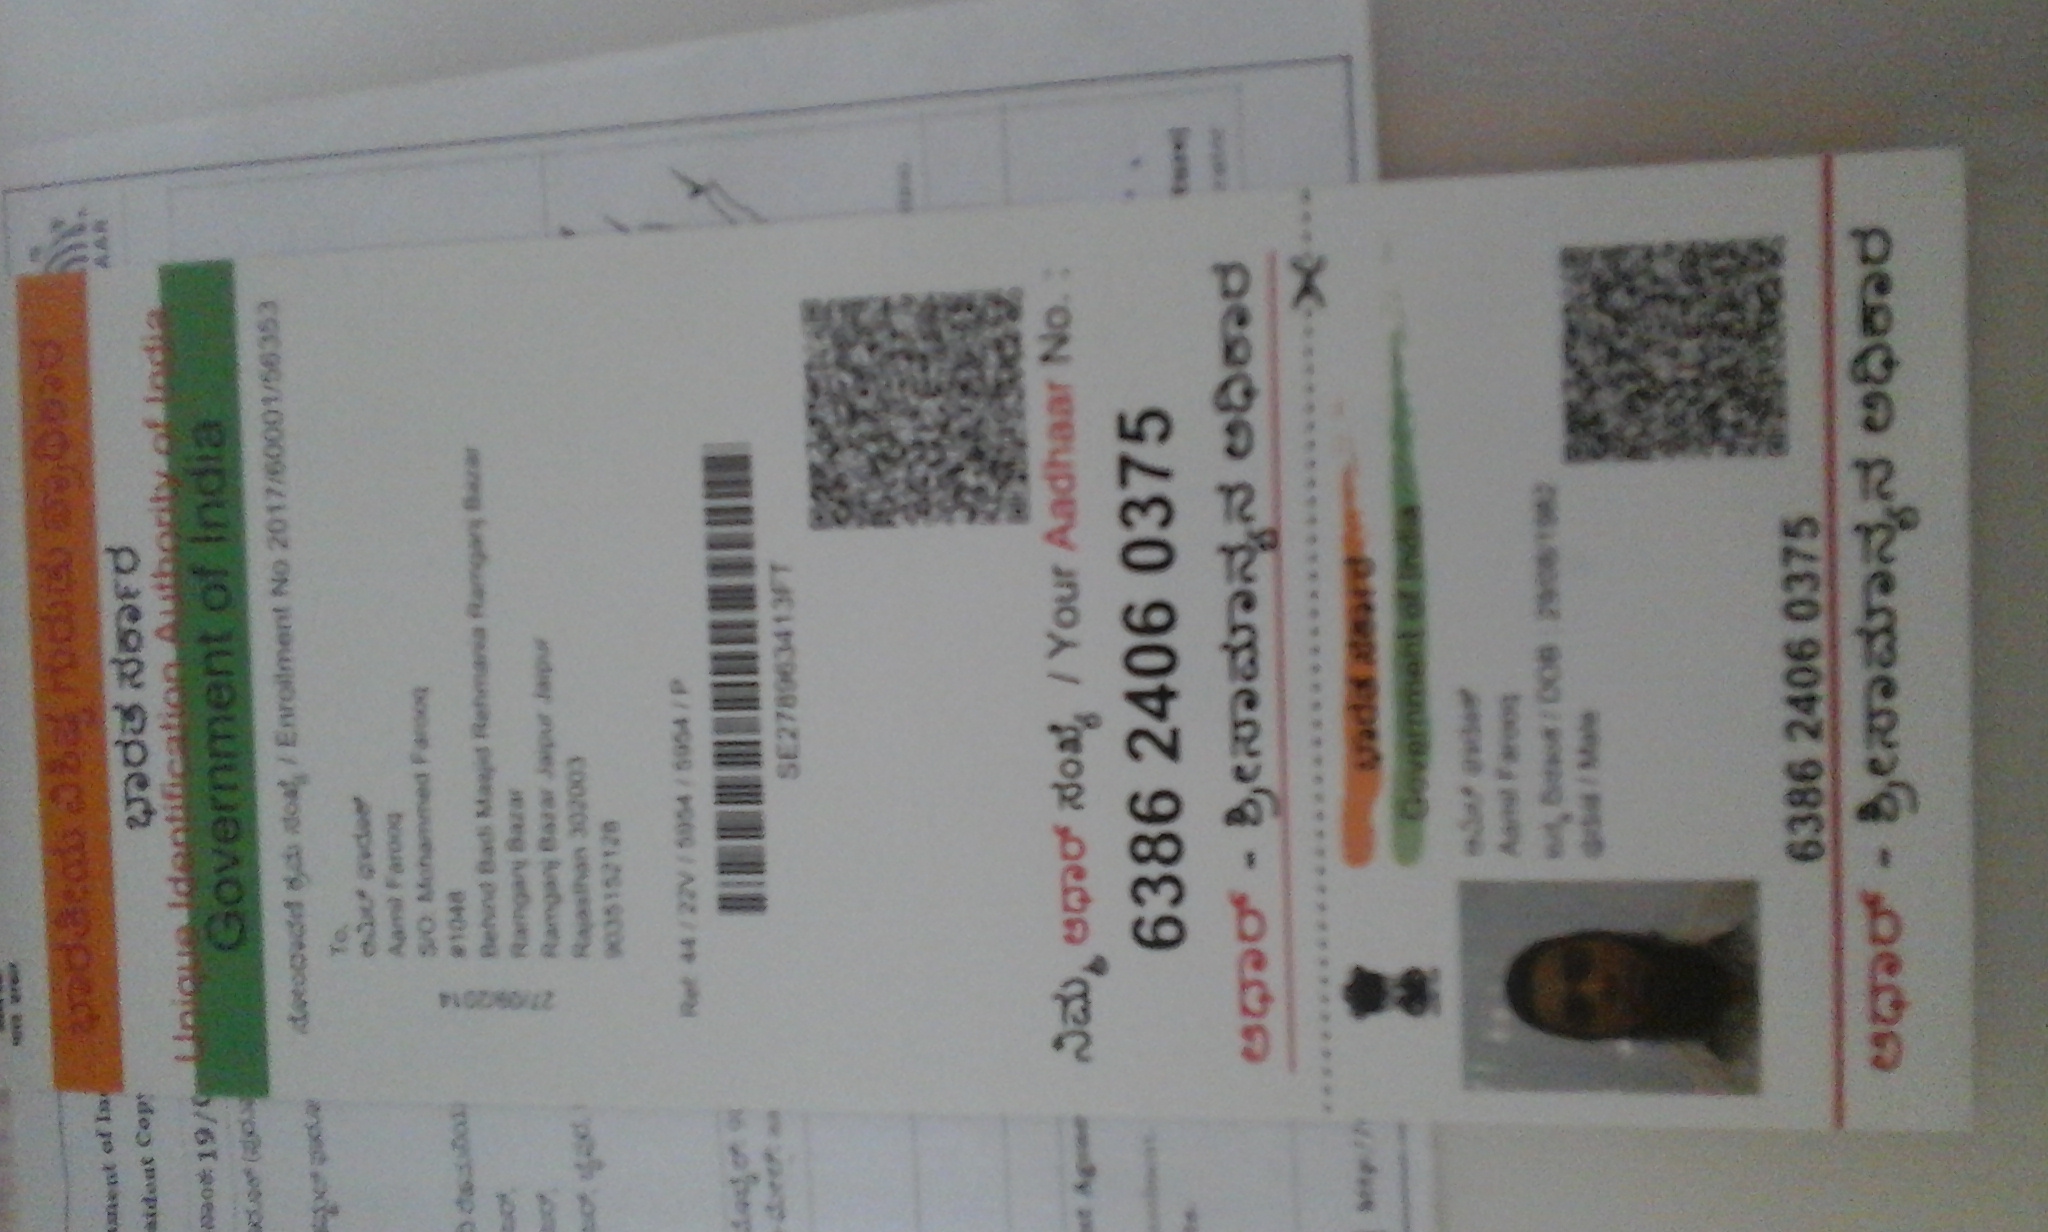 ಭಾರತೀಯ ವಿಶಿಷ್ಟ ಗುರುತು ಪ್ರಾಧಿಕಾರ
ಭಾರತ ಸರ್ಕಾರ
Unique Identification Authority of India
Government of India
ನೋಂದಾವಣೆ ಕ್ರಮ ಸಂಖ್ಯೆ / Enrollment No 2017/60001/56353
To,
Aamil Farooq
S/O: Mohammed Farooq
#1048
Behind Badi Masjid Rehmania Ramganj Bazar
Ramganj Bazar
Ramganj Bazar Jaipur Jaipur
Rajasthan 302003
9035152128
27/09/2014
Ref: 44 / 22V / 5954 / 5954 / P
SE278963413FT
ನಿಮ್ಮ ಆಧಾರ್ ಸಂಖ್ಯೆ / Your Aadhaar No. :
6386 2406 0375
ಆಧಾರ್ - ಶ್ರೀಸಾಮಾನ್ಯನ ಅಧಿಕಾರ
ಭಾರತ ಸರ್ಕಾರ
Government of India
Aamil Farooq
/ DOB : 29/08/1982
/ Male
6386 2406 0375
ಆಧಾರ್ - ಶ್ರೀಸಾಮಾನ್ಯನ ಅಧಿಕಾರ